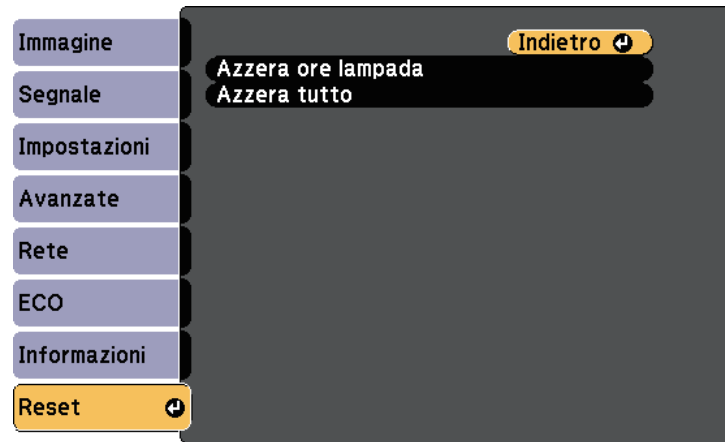 Immagine
Segnale
Impostazioni
Avanzate
Rete
ECO
Informazioni
Reset
Indietro
Azzera ore lampada
Azzera tutto